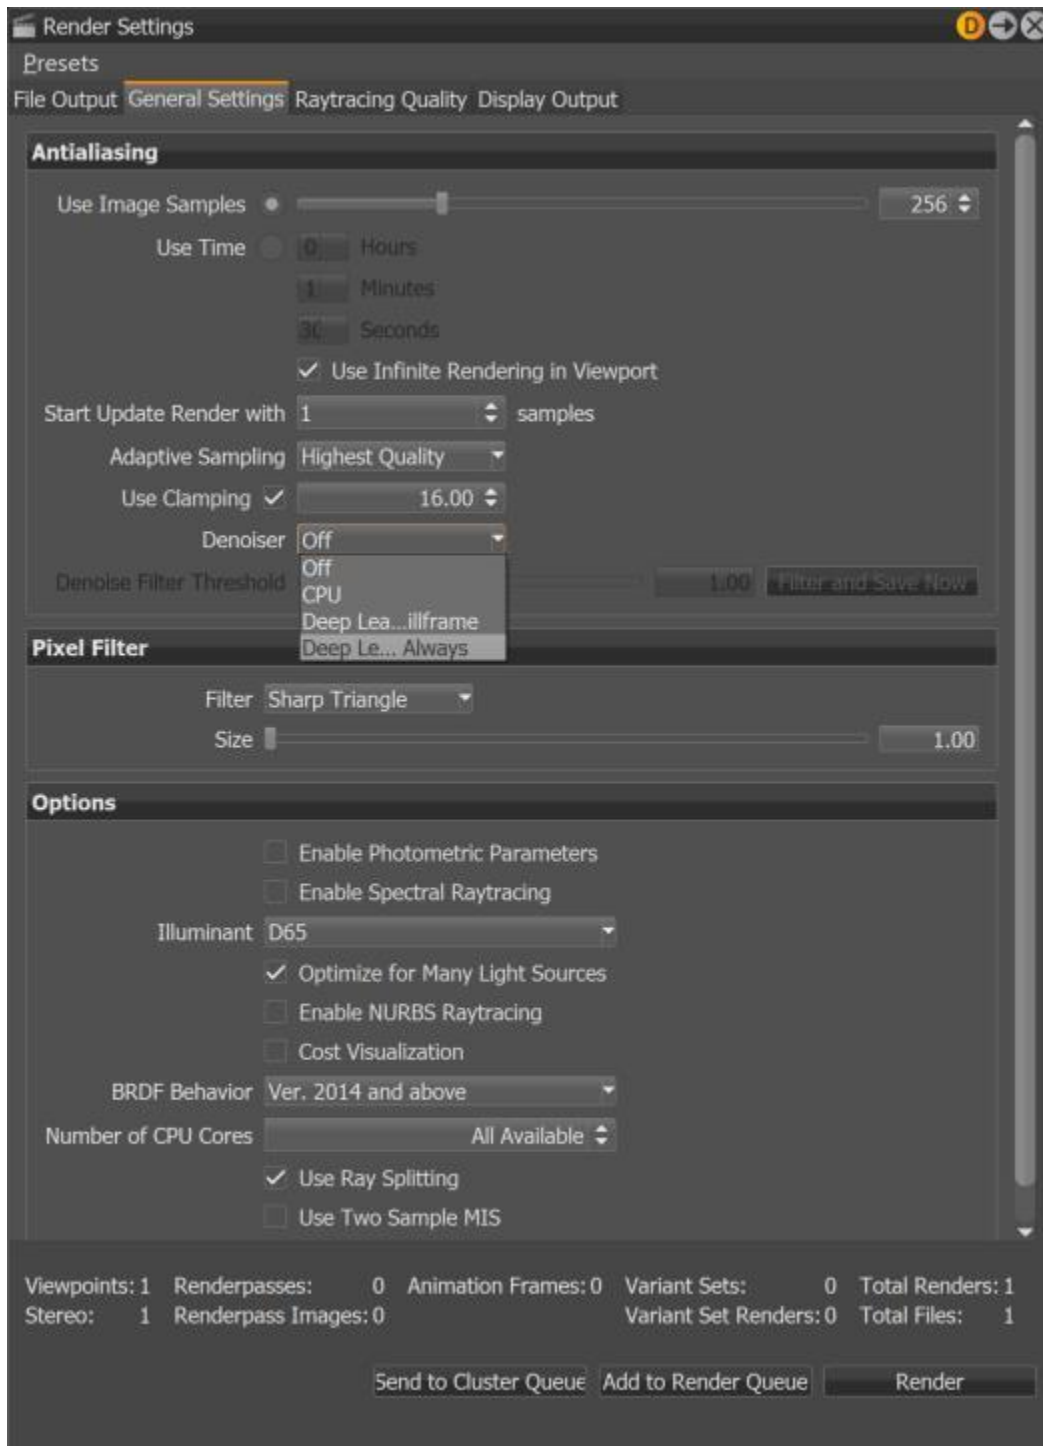 Render Settings D
Presets
File Output General Settings Raytracing Quality Display Output
Antialiasing
Use Image Samples 256
Use Time 0 Hours
1 Minutes
30 Seconds
Use Infinite Rendering in Viewport
Start Update Render with 1 samples
Adaptive Sampling Highest Quality
Use Clamping 16.00
Denoiser Off
Off
Denoise Filter Threshold 1.00 Filter and Save Now
CPU
Deep Lea...illframe
Deep Le... Always
Pixel Filter
Filter Sharp Triangle
Size 1.00
Options
Enable Photometric Parameters
Enable Spectral Raytracing
Illuminant D65
Optimize for Many Light Sources
Enable NURBS Raytracing
Cost Visualization
BRDF Behavior Ver. 2014 and above
Number of CPU Cores All Available
Use Ray Splitting
Use Two Sample MIS
Viewpoints: 1 Renderpasses: 0 Animation Frames: 0 Variant Sets: 0 Total Renders: 1
Stereo: 1 Renderpass Images: 0 Variant Set Renders: 0 Total Files: 1
Send to Cluster Queue Add to Render Queue Render